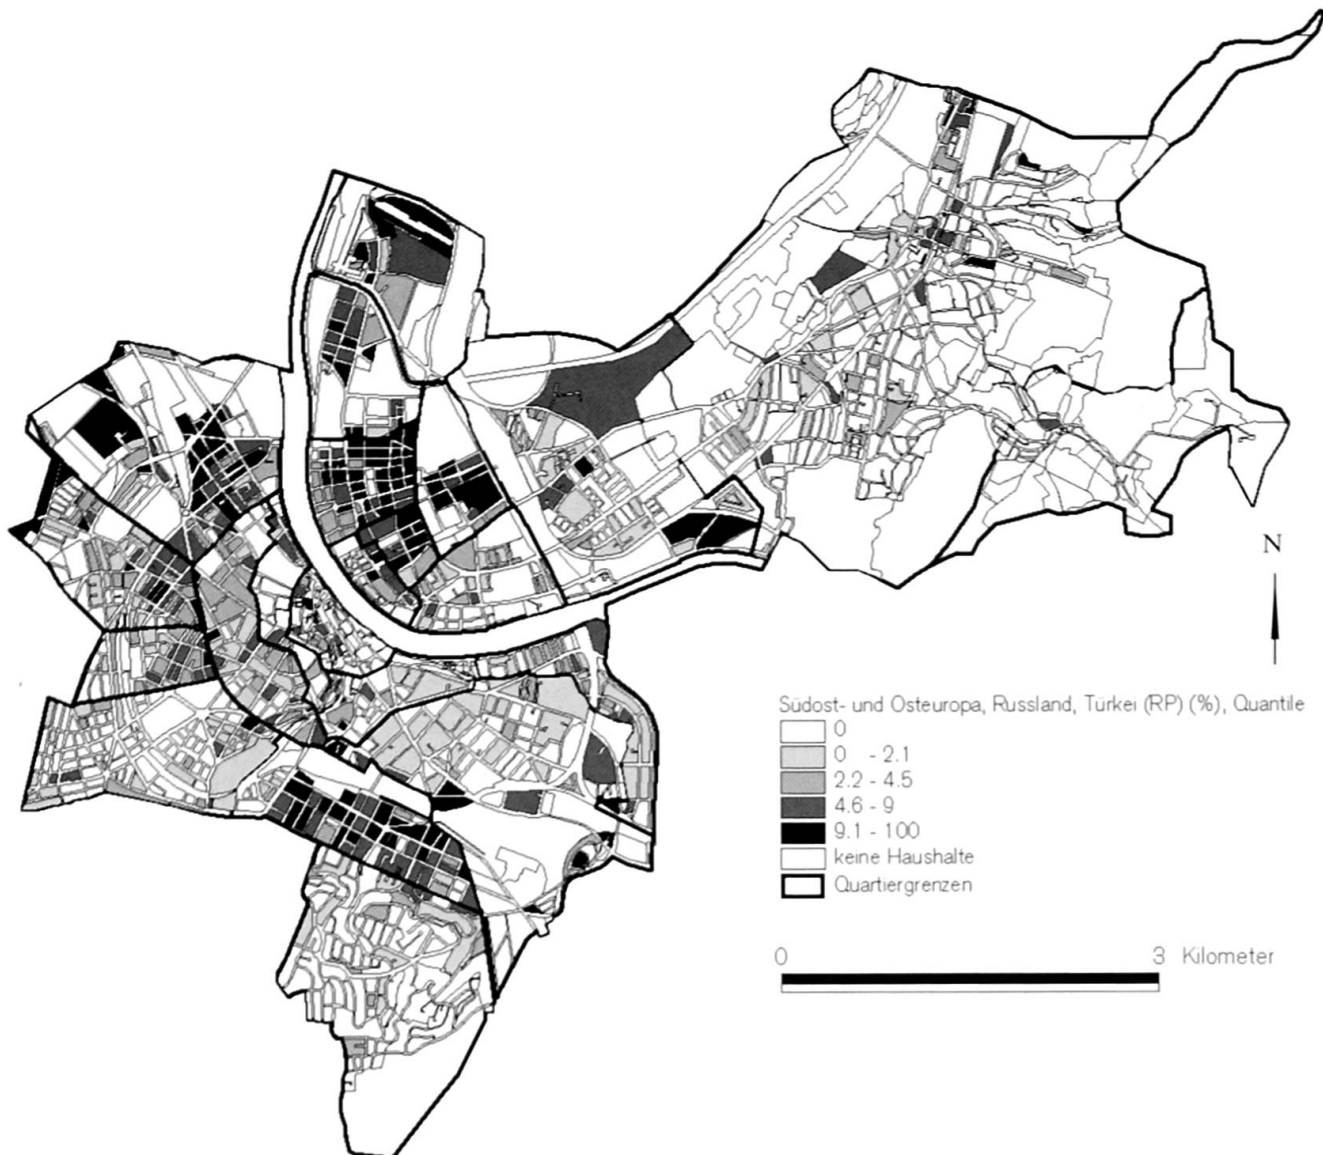 N
Südost- und Osteuropa, Russland, Türkei (RP) (%), Quantile
0
0 - 2.1
2.2 - 4.5
4.6 - 9
9.1 - 100
keine Haushalte
Quartiergrenzen
0 3 Kilometer